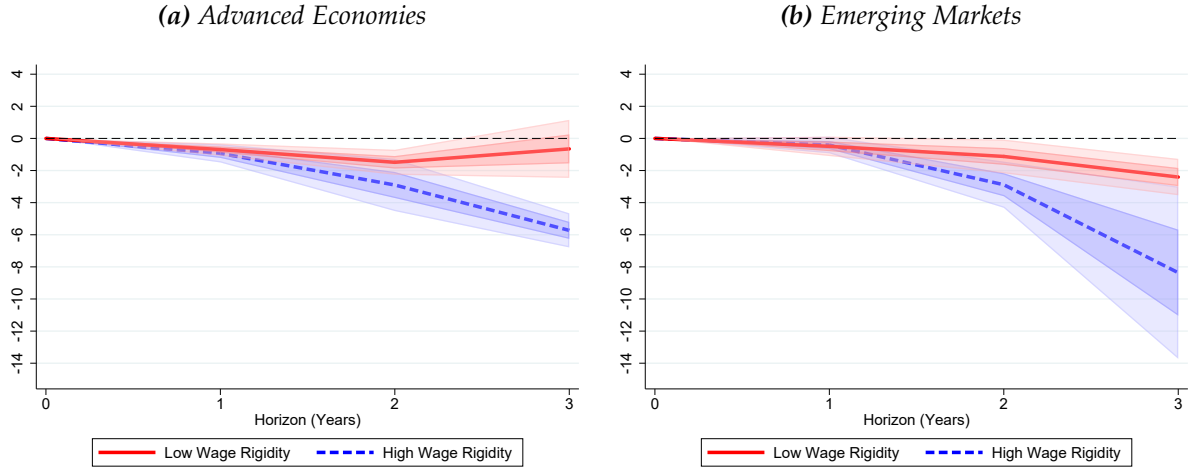 (a) Advanced Economies
4
2
0
-2
-4
-6
-8
-10
-12
-14
0 1 2 3
Horizon (Years)
Low Wage Rigidity High Wage Rigidity
(b) Emerging Markets
4
2
0
-2
-4
-6
-8
-10
-12
-14
0 1 2 3
Horizon (Years)
Low Wage Rigidity High Wage Rigidity